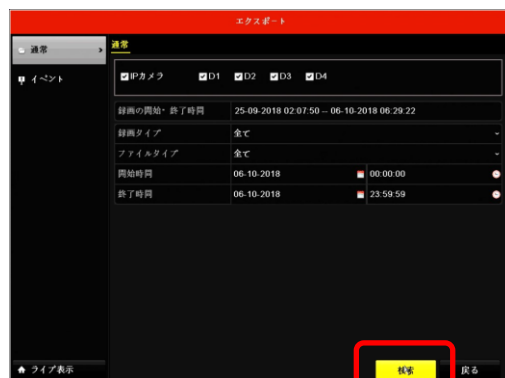 エクスポート
通常
通常
イベント
IPカメラ D1 D2 D3 D4
録画の開始・終了時間 25-09-2018 02:07:50 -- 06-10-2018 06:29:22
録画タイプ 全て
ファイルタイプ 全て
開始時間 06-10-2018 00:00:00
終了時間 06-10-2018 23:59:59
ライブ表示 検索 戻る